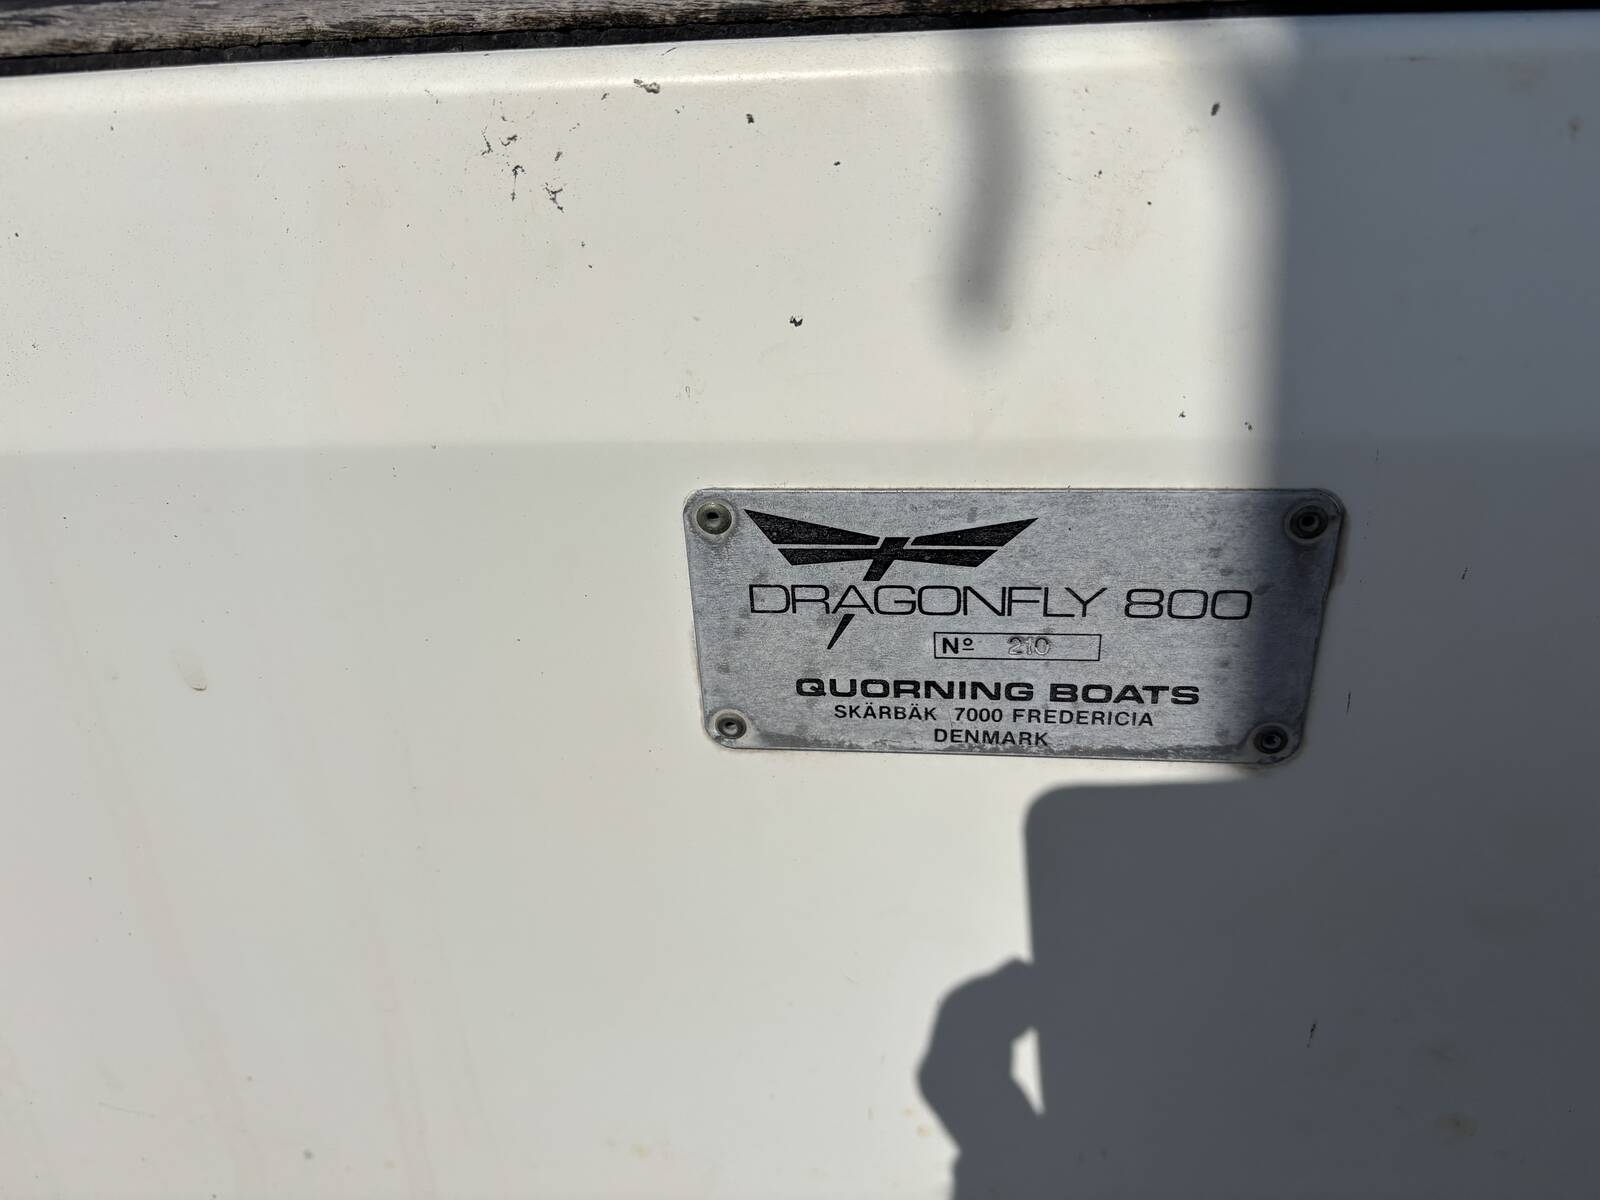 DRAGONFLY 800
Nº 210
QUORNING BOATS
SKÄRBÄK 7000 FREDERICIA
DENMARK